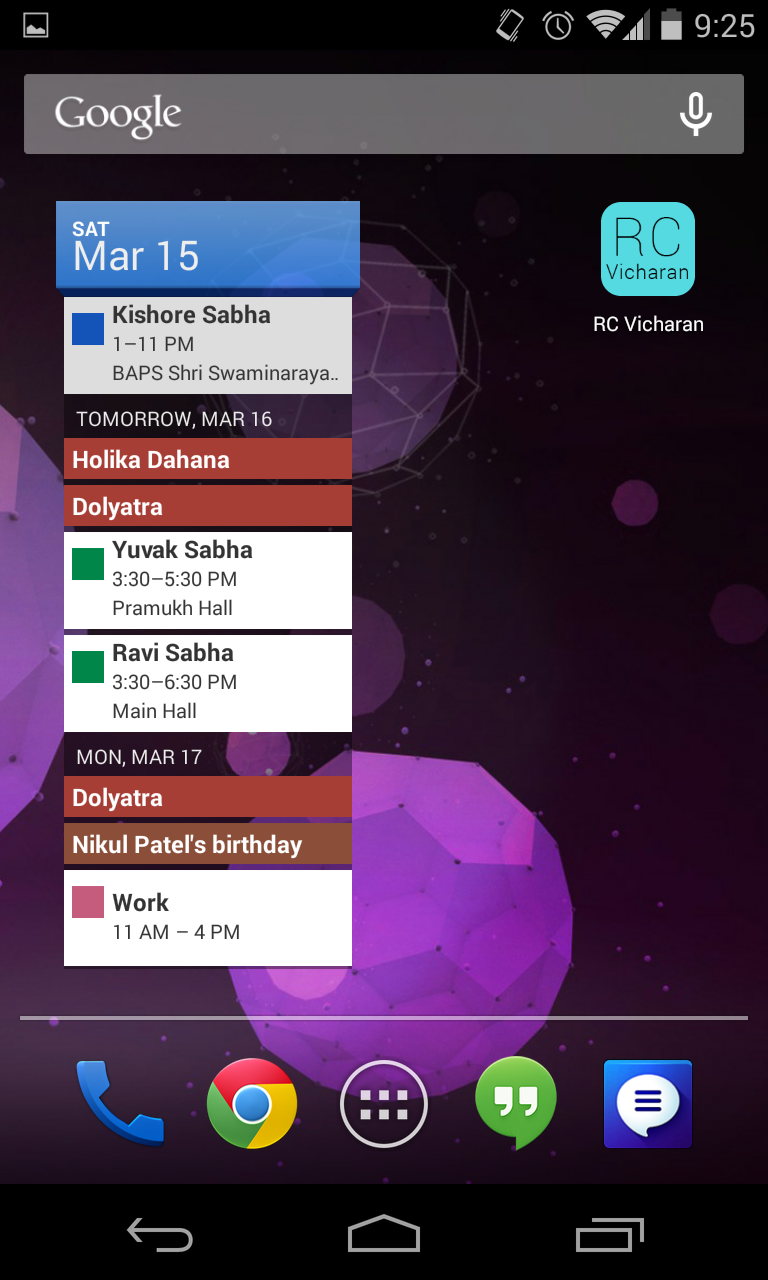 9:25
Google
SAT
Mar 15
RC
Vicharan
RC Vicharan
Kishore Sabha
1–11 PM
BAPS Shri Swaminaraya..
TOMORROW, MAR 16
Holika Dahana
Dolyatra
Yuvak Sabha
3:30–5:30 PM
Pramukh Hall
Ravi Sabha
3:30–6:30 PM
Main Hall
MON, MAR 17
Dolyatra
Nikul Patel's birthday
Work
11 AM – 4 PM